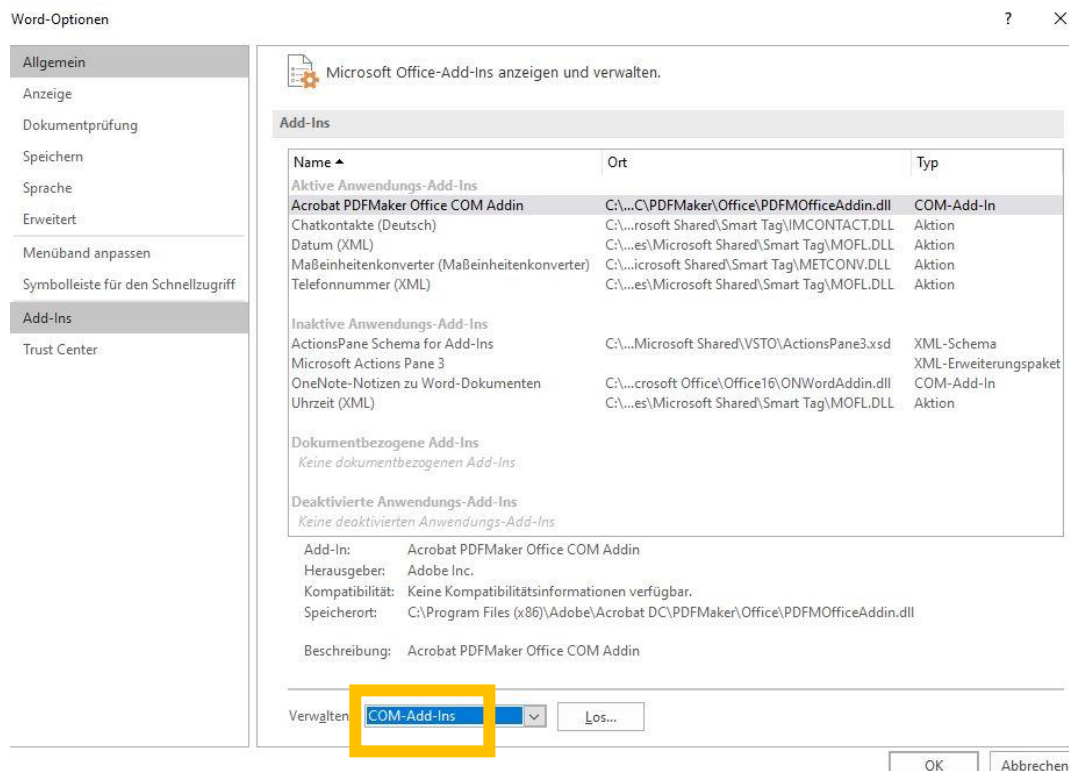 Word-Optionen ?
Allgemein
Anzeige
Dokumentprüfung
Speichern
Sprache
Erweitert
Menüband anpassen
Symbolleiste für den Schnellzugriff
Add-Ins
Trust Center
Microsoft Office-Add-Ins anzeigen und verwalten.
Add-Ins
Name Ort Typ
Aktive Anwendungs-Add-Ins
Acrobat PDFMaker Office COM Addin C:\...C\PDFMaker\Office\PDFMOfficeAddin.dll COM-Add-In
Chatkontakte (Deutsch) C:\...rosoft Shared\Smart Tag\IMCONTACT.DLL Aktion
Datum (XML) C:\...es\Microsoft Shared\Smart Tag\MOFL.DLL Aktion
Maßeinheitenkonverter (Maßeinheitenkonverter) C:\...icrosoft Shared\Smart Tag\METCONV.DLL Aktion
Telefonnummer (XML) C:\...es\Microsoft Shared\Smart Tag\MOFL.DLL Aktion
Inaktive Anwendungs-Add-Ins
ActionsPane Schema for Add-Ins C:\...Microsoft Shared\VSTO\ActionsPane3.xsd XML-Schema
Microsoft Actions Pane 3 XML-Erweiterungspaket
OneNote-Notizen zu Word-Dokumenten C:\...crosoft Office\Office16\ONWordAddin.dll COM-Add-In
Uhrzeit (XML) C:\...es\Microsoft Shared\Smart Tag\MOFL.DLL Aktion
Dokumentbezogene Add-Ins
Keine dokumentbezogenen Add-Ins
Deaktivierte Anwendungs-Add-Ins
Keine deaktivierten Anwendungs-Add-Ins
Add-In: Acrobat PDFMaker Office COM Addin
Herausgeber: Adobe Inc.
Kompatibilität: Keine Kompatibilitätsinformationen verfügbar.
Speicherort: C:\Program Files (x86)\Adobe\Acrobat DC\PDFMaker\Office\PDFMOfficeAddin.dll
Beschreibung: Acrobat PDFMaker Office COM Addin
Verwalten COM-Add-Ins Los...
OK Abbrechen